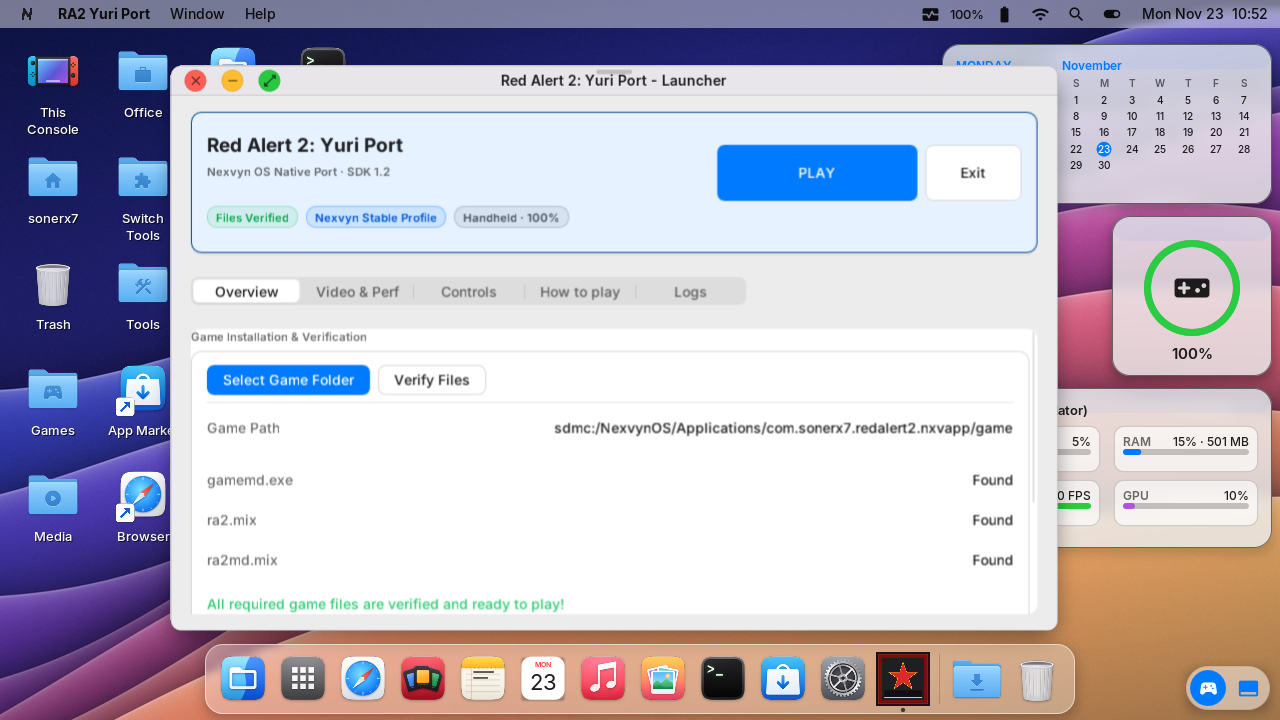 RA2 Yuri Port Window Help
100%
Mon Nov 23 10:52
This Console
Office
sonerx7
Switch Tools
Trash
Tools
Games
App Marke
Media
Browser
Red Alert 2: Yuri Port - Launcher
Red Alert 2: Yuri Port
Nexvyn OS Native Port · SDK 1.2
Files Verified
Nexvyn Stable Profile
Handheld · 100%
PLAY
Exit
Overview
Video & Perf
Controls
How to play
Logs
Game Installation & Verification
Select Game Folder
Verify Files
Game Path sdmc:/NexvynOS/Applications/com.sonerx7.redalert2.nxvapp/game
gamemd.exe Found
ra2.mix Found
ra2md.mix Found
All required game files are verified and ready to play!
MONDAY
November
S M T W T F S
1 2 3 4 5 6 7
8 9 10 11 12 13 14
15 16 17 18 19 20 21
22 23 24 25 26 27 28
29 30
100%
ator)
5%
RAM 15% · 501 MB
0 FPS
GPU 10%
MON
23
>_